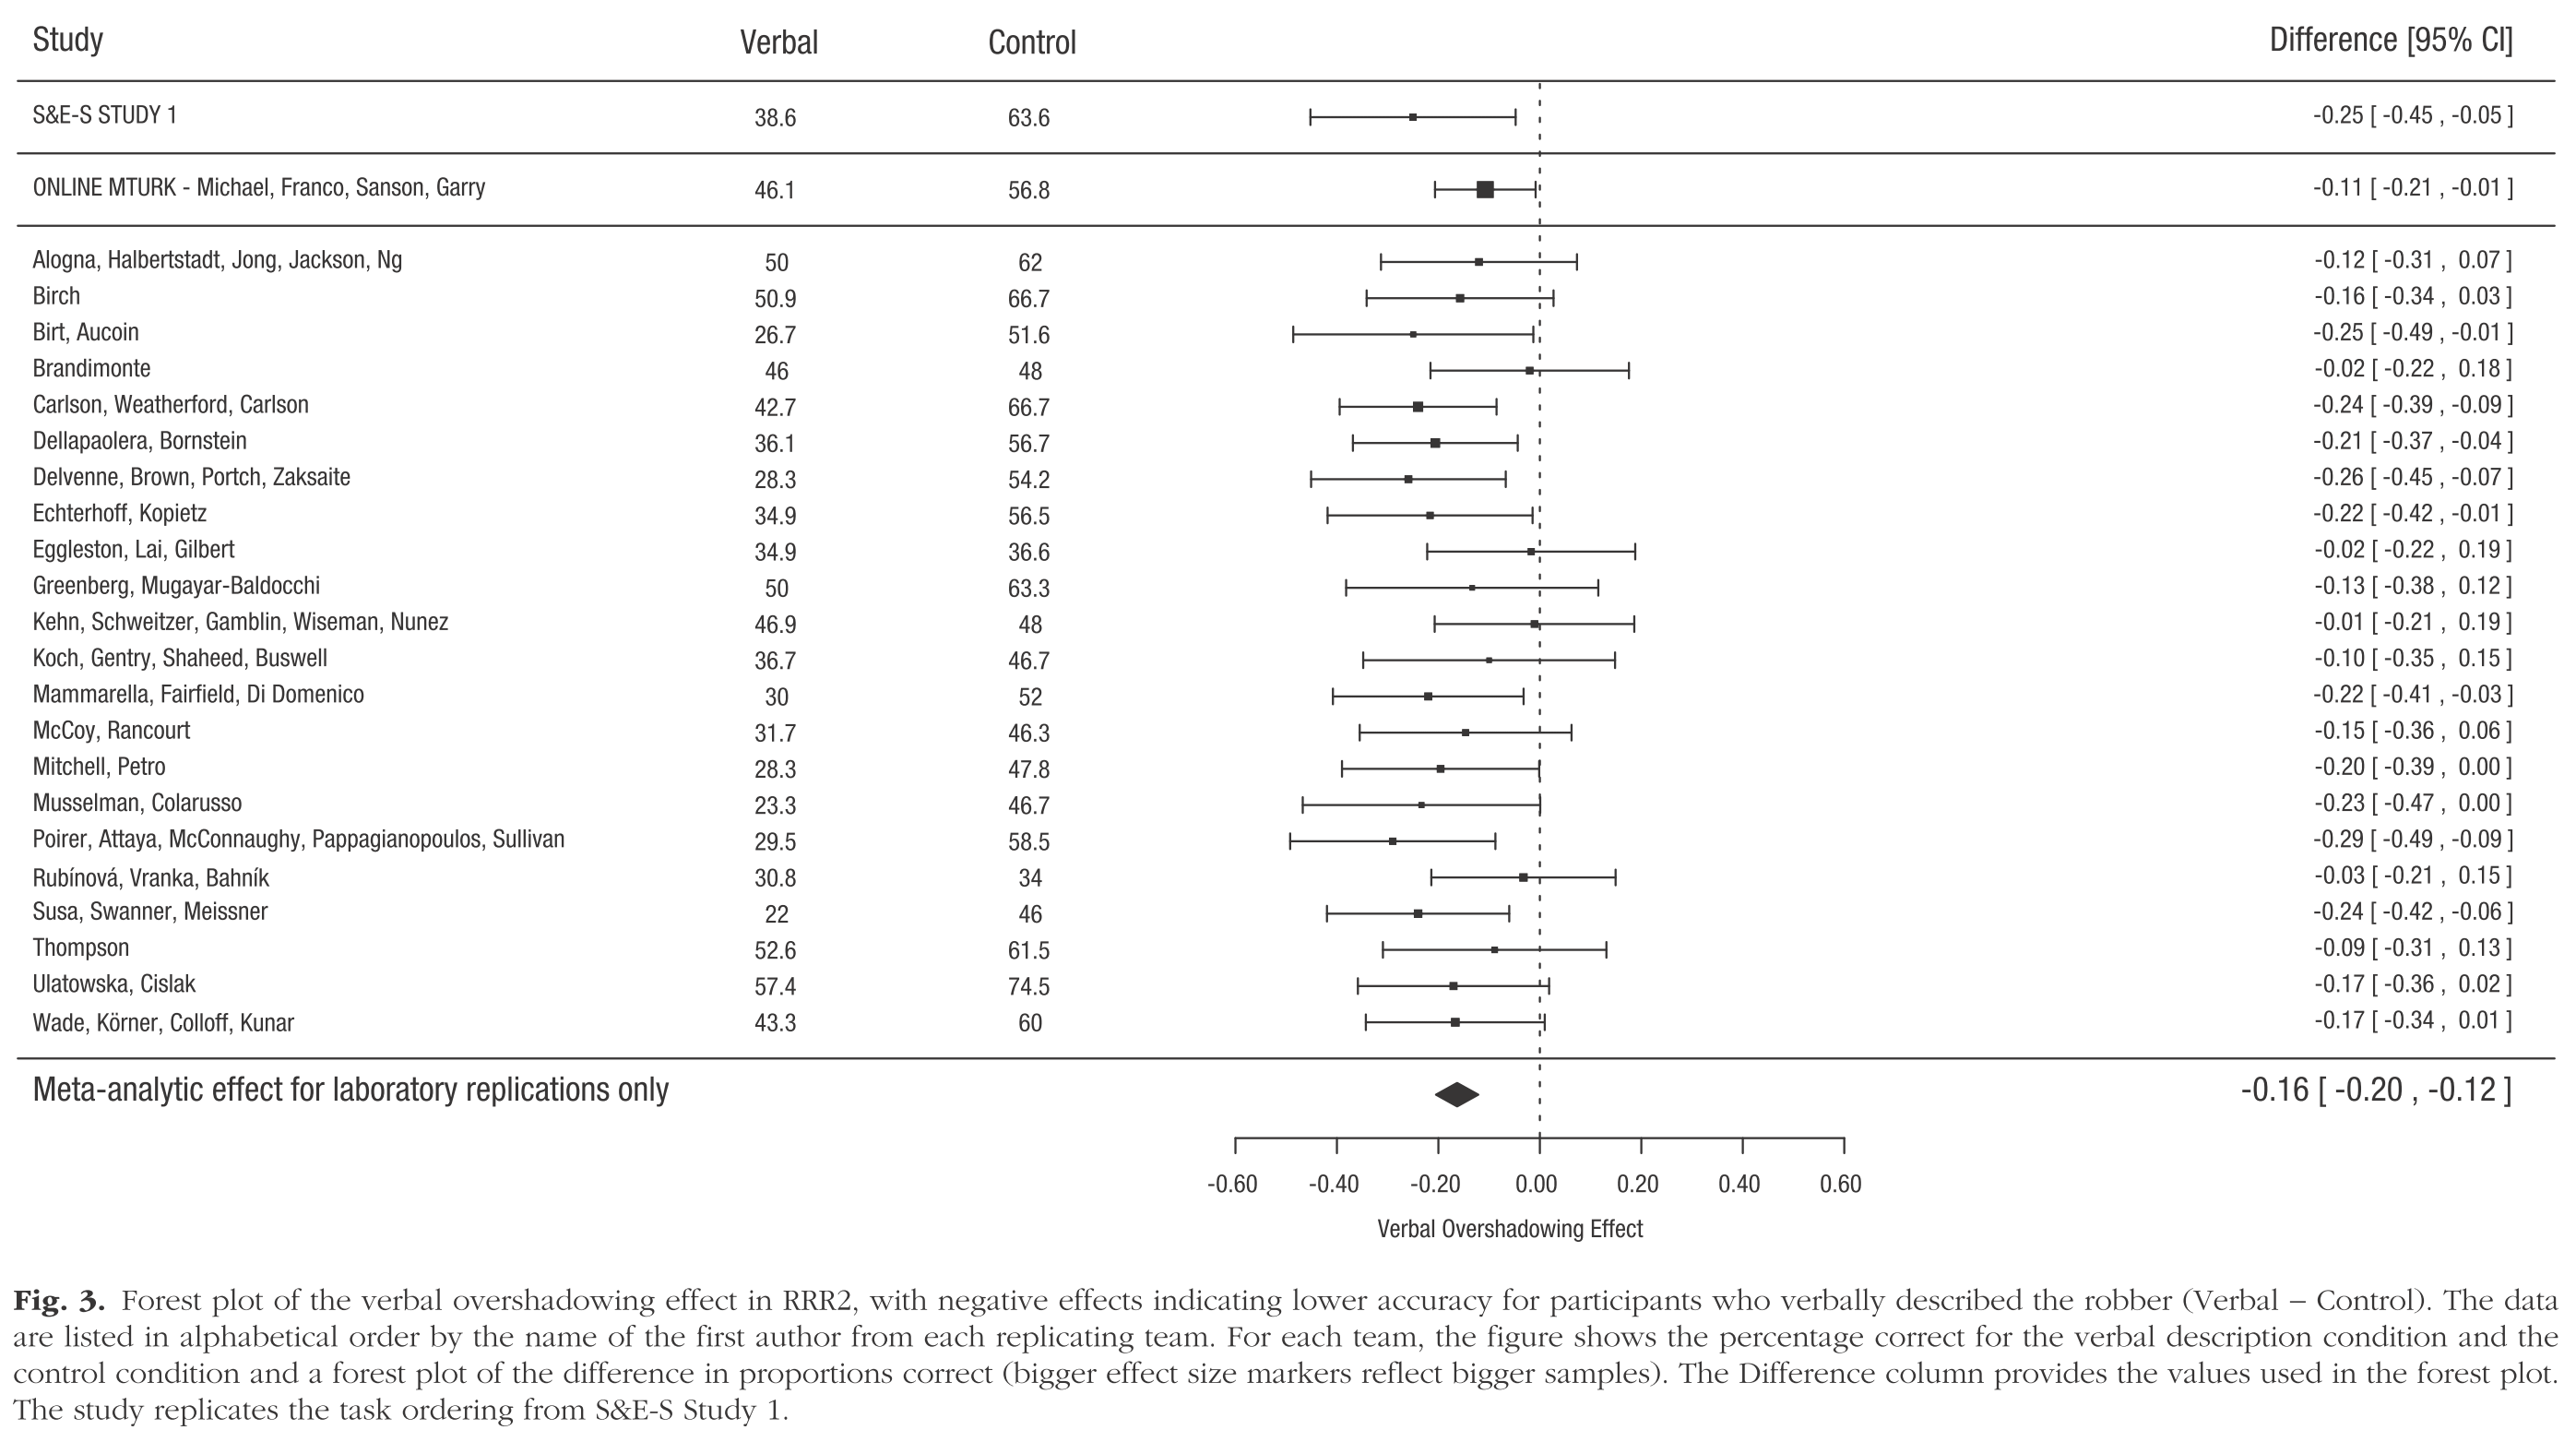 Study Verbal Control Difference [95% CI]
S&E-S STUDY 1 38.6 63.6 -0.25 [ -0.45 , -0.05 ]
ONLINE MTURK - Michael, Franco, Sanson, Garry 46.1 56.8 -0.11 [ -0.21 , -0.01 ]
Alogna, Halbertstadt, Jong, Jackson, Ng 50 62 -0.12 [ -0.31 , 0.07 ]
Birch 50.9 66.7 -0.16 [ -0.34 , 0.03 ]
Birt, Aucoin 26.7 51.6 -0.25 [ -0.49 , -0.01 ]
Brandimonte 46 48 -0.02 [ -0.22 , 0.18 ]
Carlson, Weatherford, Carlson 42.7 66.7 -0.24 [ -0.39 , -0.09 ]
Dellapaolera, Bornstein 36.1 56.7 -0.21 [ -0.37 , -0.04 ]
Delvenne, Brown, Portch, Zaksaite 28.3 54.2 -0.26 [ -0.45 , -0.07 ]
Echterhoff, Kopietz 34.9 56.5 -0.22 [ -0.42 , -0.01 ]
Eggleston, Lai, Gilbert 34.9 36.6 -0.02 [ -0.22 , 0.19 ]
Greenberg, Mugayar-Baldocchi 50 63.3 -0.13 [ -0.38 , 0.12 ]
Kehn, Schweitzer, Gamblin, Wiseman, Nunez 46.9 48 -0.01 [ -0.21 , 0.19 ]
Koch, Gentry, Shaheed, Buswell 36.7 46.7 -0.10 [ -0.35 , 0.15 ]
Mammarella, Fairfield, Di Domenico 30 52 -0.22 [ -0.41 , -0.03 ]
McCoy, Rancourt 31.7 46.3 -0.15 [ -0.36 , 0.06 ]
Mitchell, Petro 28.3 47.8 -0.20 [ -0.39 , 0.00 ]
Musselman, Colarusso 23.3 46.7 -0.23 [ -0.47 , 0.00 ]
Poirer, Attaya, McConnaughy, Pappagianopoulos, Sullivan 29.5 58.5 -0.29 [ -0.49 , -0.09 ]
Rubínová, Vranka, Bahník 30.8 34 -0.03 [ -0.21 , 0.15 ]
Susa, Swanner, Meissner 22 46 -0.24 [ -0.42 , -0.06 ]
Thompson 52.6 61.5 -0.09 [ -0.31 , 0.13 ]
Ulatowska, Cislak 57.4 74.5 -0.17 [ -0.36 , 0.02 ]
Wade, Körner, Colloff, Kunar 43.3 60 -0.17 [ -0.34 , 0.01 ]
Meta-analytic effect for laboratory replications only -0.16 [ -0.20 , -0.12 ]
-0.60 -0.40 -0.20 0.00 0.20 0.40 0.60
Verbal Overshadowing Effect
Fig. 3. Forest plot of the verbal overshadowing effect in RRR2, with negative effects indicating lower accuracy for participants who verbally described the robber (Verbal – Control). The data
are listed in alphabetical order by the name of the first author from each replicating team. For each team, the figure shows the percentage correct for the verbal description condition and the
control condition and a forest plot of the difference in proportions correct (bigger effect size markers reflect bigger samples). The Difference column provides the values used in the forest plot.
The study replicates the task ordering from S&E-S Study 1.